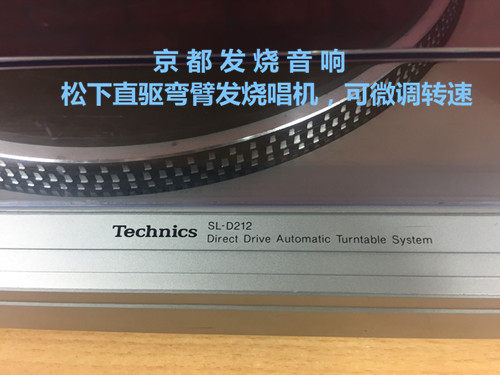 京都发烧音响
松下直驱弯臂发烧唱机，可微调转速
Technics SL-D212
Direct Drive Automatic Turntable System